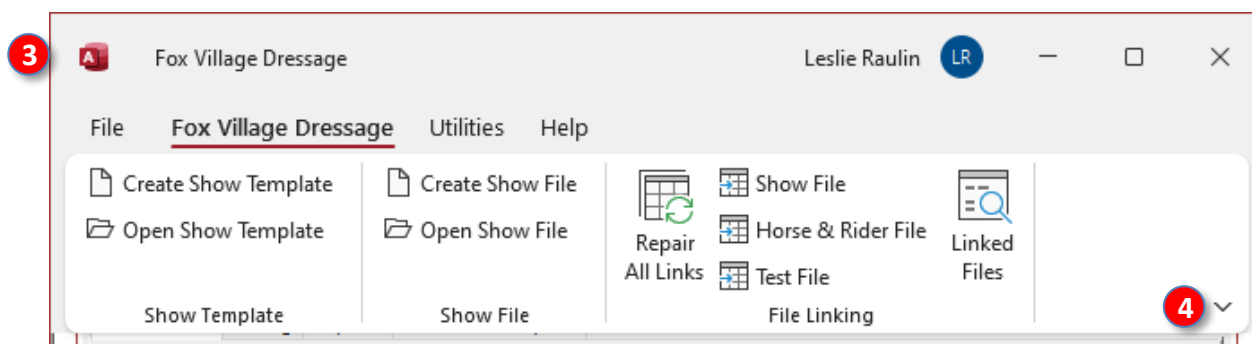 3 A Fox Village Dressage Leslie Raulin LR
File Fox Village Dressage Utilities Help
Create Show Template Create Show File Show File
Open Show Template Open Show File Repair All Links Horse & Rider File Linked Files
Test File
Show Template Show File File Linking 4